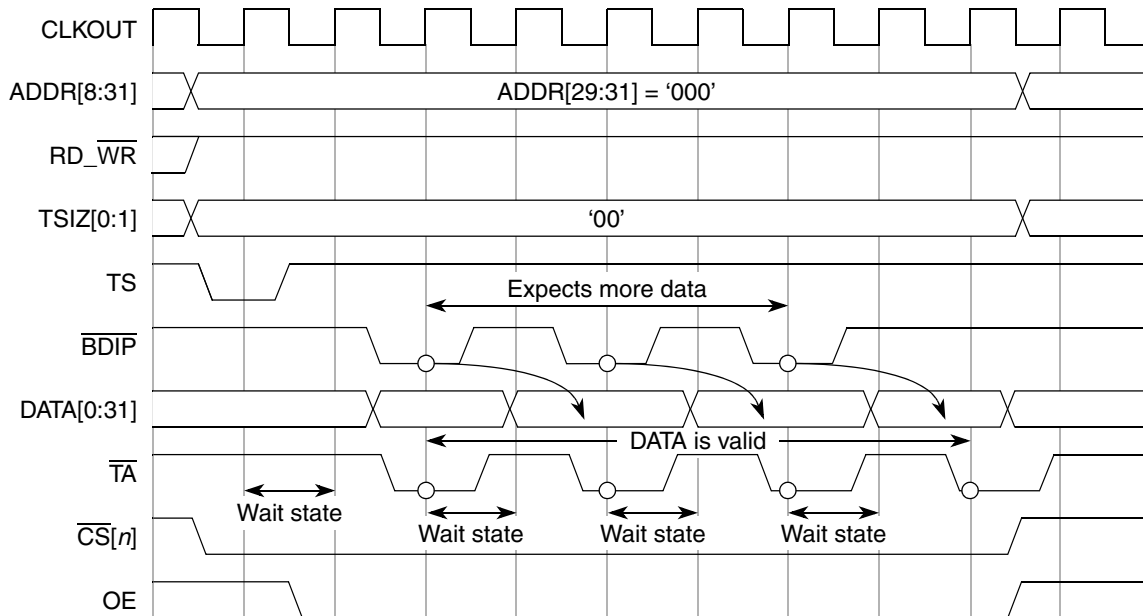 CLKOUT
ADDR[8:31]
ADDR[29:31] = ‘000’
RD_WR
TSIZ[0:1]
‘00’
TS
Expects more data
BDIP
DATA[0:31]
DATA is valid
TA
Wait state
Wait state
Wait state
Wait state
CS[n]
OE